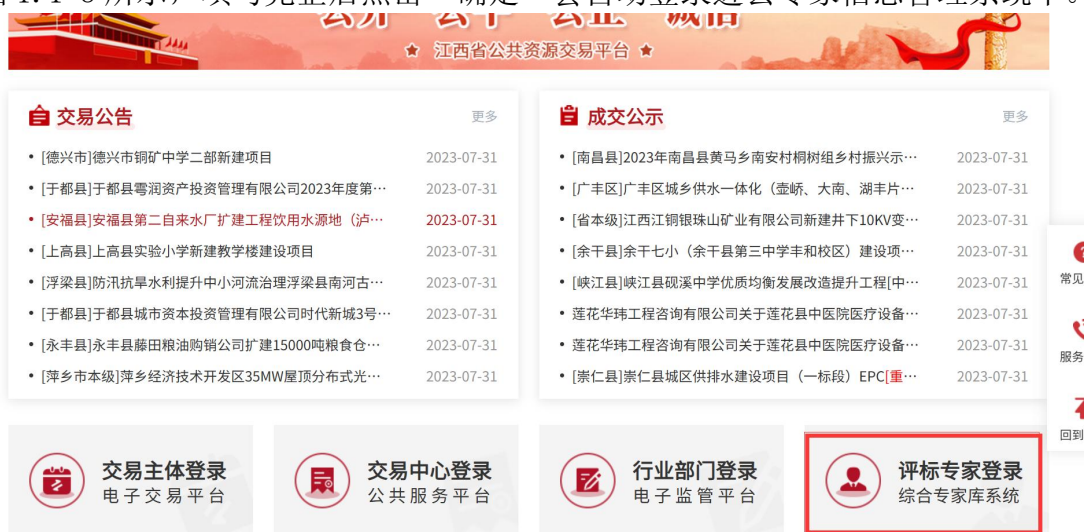 ★ 江西省公共资源交易平台 ★
交易公告 更多
• [德兴市]德兴市铜矿中学二部新建项目 2023-07-31
• [于都县]于都县雩润资产投资管理有限公司2023年度第… 2023-07-31
• [安福县]安福县第二自来水厂扩建工程饮用水源地（泸… 2023-07-31
• [上高县]上高县实验小学新建教学楼建设项目 2023-07-31
• [浮梁县]防汛抗旱水利提升中小河流治理浮梁县南河古… 2023-07-31
• [于都县]于都县城市资本投资管理有限公司时代新城3号… 2023-07-31
• [永丰县]永丰县藤田粮油购销公司扩建15000吨粮食仓… 2023-07-31
• [萍乡市本级]萍乡经济技术开发区35MW屋顶分布式光… 2023-07-31
成交公示 更多
• [南昌县]2023年南昌县黄马乡南安村桐树组乡村振兴示… 2023-07-31
• [广丰区]广丰区城乡供水一体化（壶峤、大南、湖丰片… 2023-07-31
• [省本级]江西江铜银珠山矿业有限公司新建井下10KV变… 2023-07-31
• [余干县]余干七小（余干县第三中学丰和校区）建设项… 2023-07-31
• [峡江县]峡江县砚溪中学优质均衡发展改造提升工程[中… 2023-07-31
• 莲花华玮工程咨询有限公司关于莲花县中医院医疗设备… 2023-07-31
• 莲花华玮工程咨询有限公司关于莲花县中医院医疗设备… 2023-07-31
• [崇仁县]崇仁县城区供排水建设项目（一标段）EPC[重… 2023-07-31
常见
服务
回到
交易主体登录
电子交易平台
交易中心登录
公共服务平台
行业部门登录
电子监管平台
评标专家登录
综合专家库系统